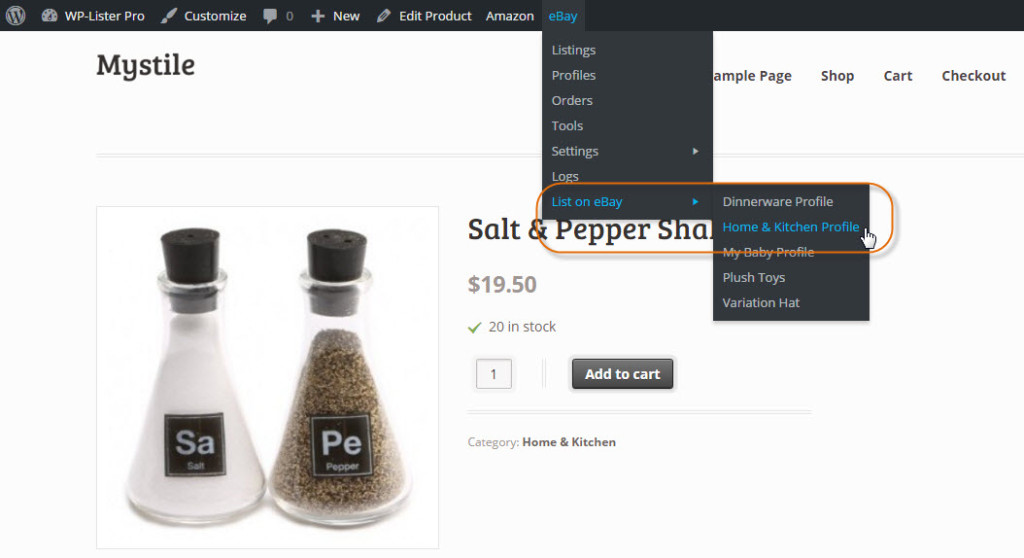 WP-Lister Pro Customize 0 New Edit Product Amazon eBay
Mystile
ample Page Shop Cart Checkout
Listings
Profiles
Orders
Tools
Settings
Logs
List on eBay
Dinnerware Profile
Home & Kitchen Profile
My Baby Profile
Plush Toys
Variation Hat
Salt & Pepper Sha
$19.50
20 in stock
1 Add to cart
Category: Home & Kitchen
Sa
Salt
Pe
Pepper